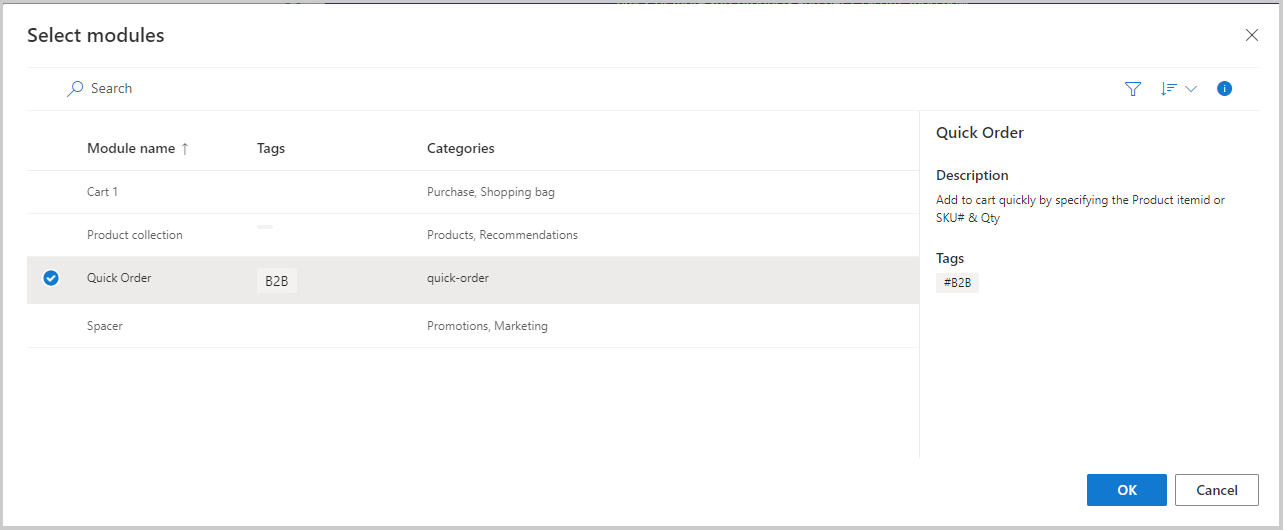 Select modules
Search
Module name ↑ Tags Categories
Cart 1 Purchase, Shopping bag
Product collection Products, Recommendations
Quick Order B2B quick-order
Spacer Promotions, Marketing
Quick Order
Description
Add to cart quickly by specifying the Product itemid or
SKU# & Qty
Tags
#B2B
OK Cancel